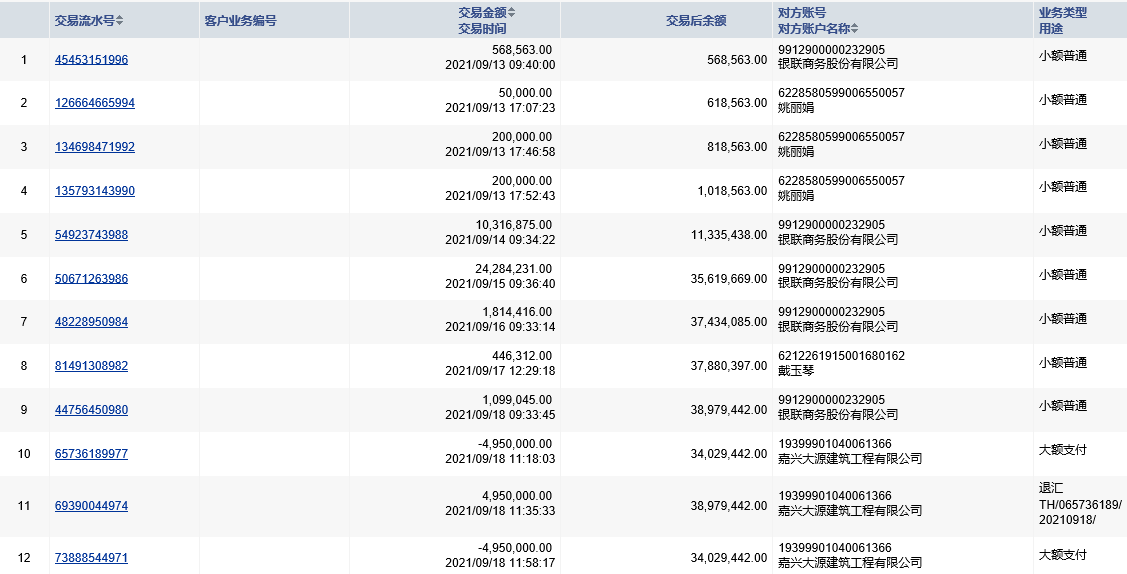 交易流水号 客户业务编号 交易金额 交易时间 交易后余额 对方账号 对方账户名称 业务类型 用途
1 45453151996 568,563.00 2021/09/13 09:40:00 568,563.00 9912900000232905 银联商务股份有限公司 小额普通
2 126664665994 50,000.00 2021/09/13 17:07:23 618,563.00 6228580599006550057 姚丽娟 小额普通
3 134698471992 200,000.00 2021/09/13 17:46:58 818,563.00 6228580599006550057 姚丽娟 小额普通
4 135793143990 200,000.00 2021/09/13 17:52:43 1,018,563.00 6228580599006550057 姚丽娟 小额普通
5 54923743988 10,316,875.00 2021/09/14 09:34:22 11,335,438.00 9912900000232905 银联商务股份有限公司 小额普通
6 50671263986 24,284,231.00 2021/09/15 09:36:40 35,619,669.00 9912900000232905 银联商务股份有限公司 小额普通
7 48228950984 1,814,416.00 2021/09/16 09:33:14 37,434,085.00 9912900000232905 银联商务股份有限公司 小额普通
8 81491308982 446,312.00 2021/09/17 12:29:18 37,880,397.00 6212261915001680162 戴玉琴 小额普通
9 44756450980 1,099,045.00 2021/09/18 09:33:45 38,979,442.00 9912900000232905 银联商务股份有限公司 小额普通
10 65736189977 -4,950,000.00 2021/09/18 11:18:03 34,029,442.00 19399901040061366 嘉兴大源建筑工程有限公司 大额支付
11 69390044974 4,950,000.00 2021/09/18 11:35:33 38,979,442.00 19399901040061366 嘉兴大源建筑工程有限公司 退汇 TH/065736189/20210918/
12 73888544971 -4,950,000.00 2021/09/18 11:58:17 34,029,442.00 19399901040061366 嘉兴大源建筑工程有限公司 大额支付